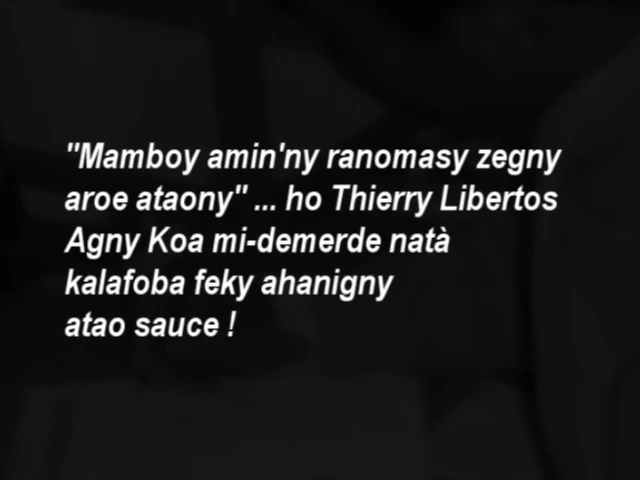 "Mamboy amin'ny ranomasy zegny
aroe ataony" ... ho Thierry Libertos
Agny Koa mi-demerde natà
kalafoba feky ahanigny
atao sauce !